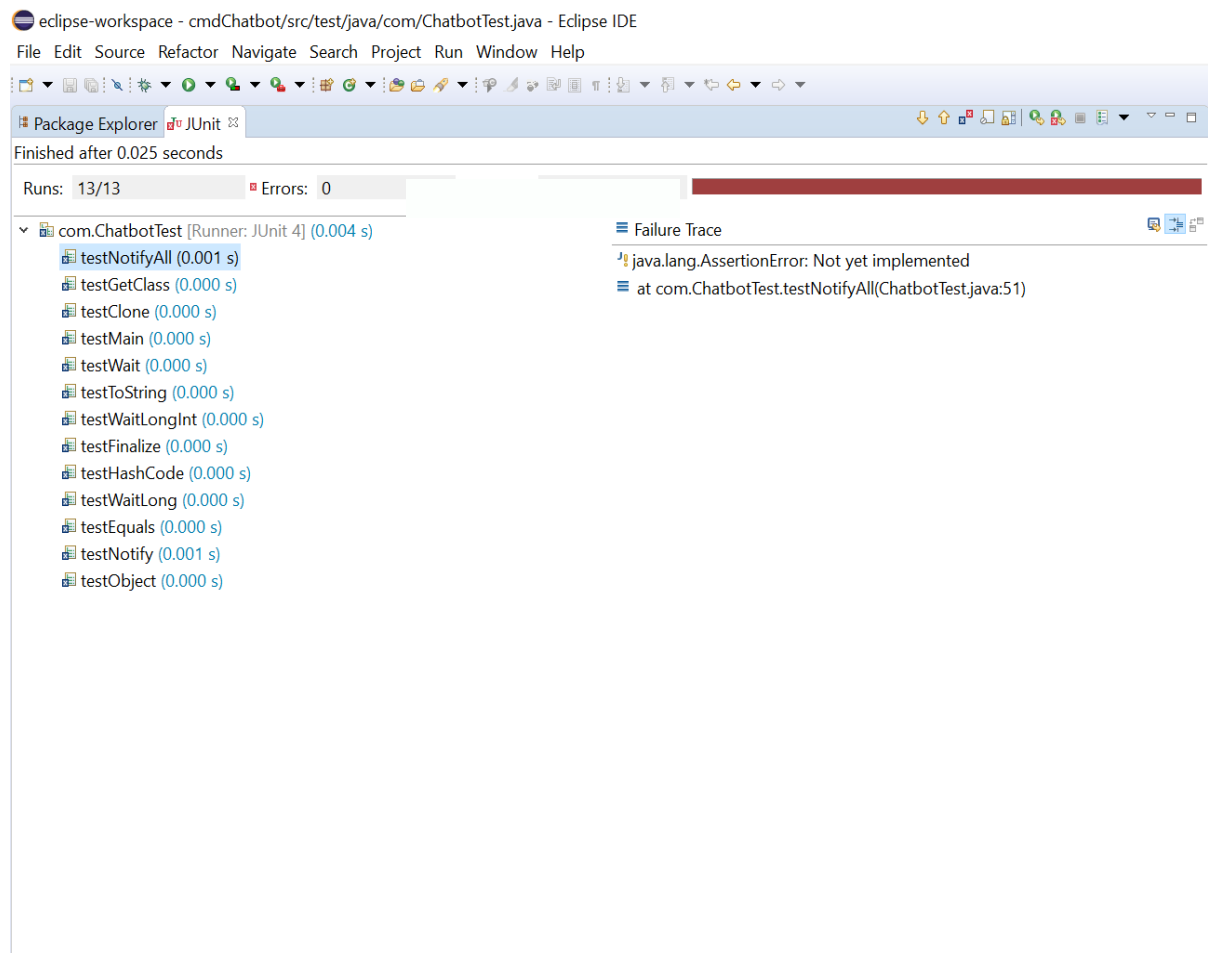 eclipse-workspace - cmdChatbot/src/test/java/com/ChatbotTest.java - Eclipse IDE
File Edit Source Refactor Navigate Search Project Run Window Help
Package Explorer JUnit
Finished after 0.025 seconds
Runs: 13/13 Errors: 0
com.ChatbotTest [Runner: JUnit 4] (0.004 s)
testNotifyAll (0.001 s)
testGetClass (0.000 s)
testClone (0.000 s)
testMain (0.000 s)
testWait (0.000 s)
testToString (0.000 s)
testWaitLongInt (0.000 s)
testFinalize (0.000 s)
testHashCode (0.000 s)
testWaitLong (0.000 s)
testEquals (0.000 s)
testNotify (0.001 s)
testObject (0.000 s)
Failure Trace
java.lang.AssertionError: Not yet implemented
at com.ChatbotTest.testNotifyAll(ChatbotTest.java:51)